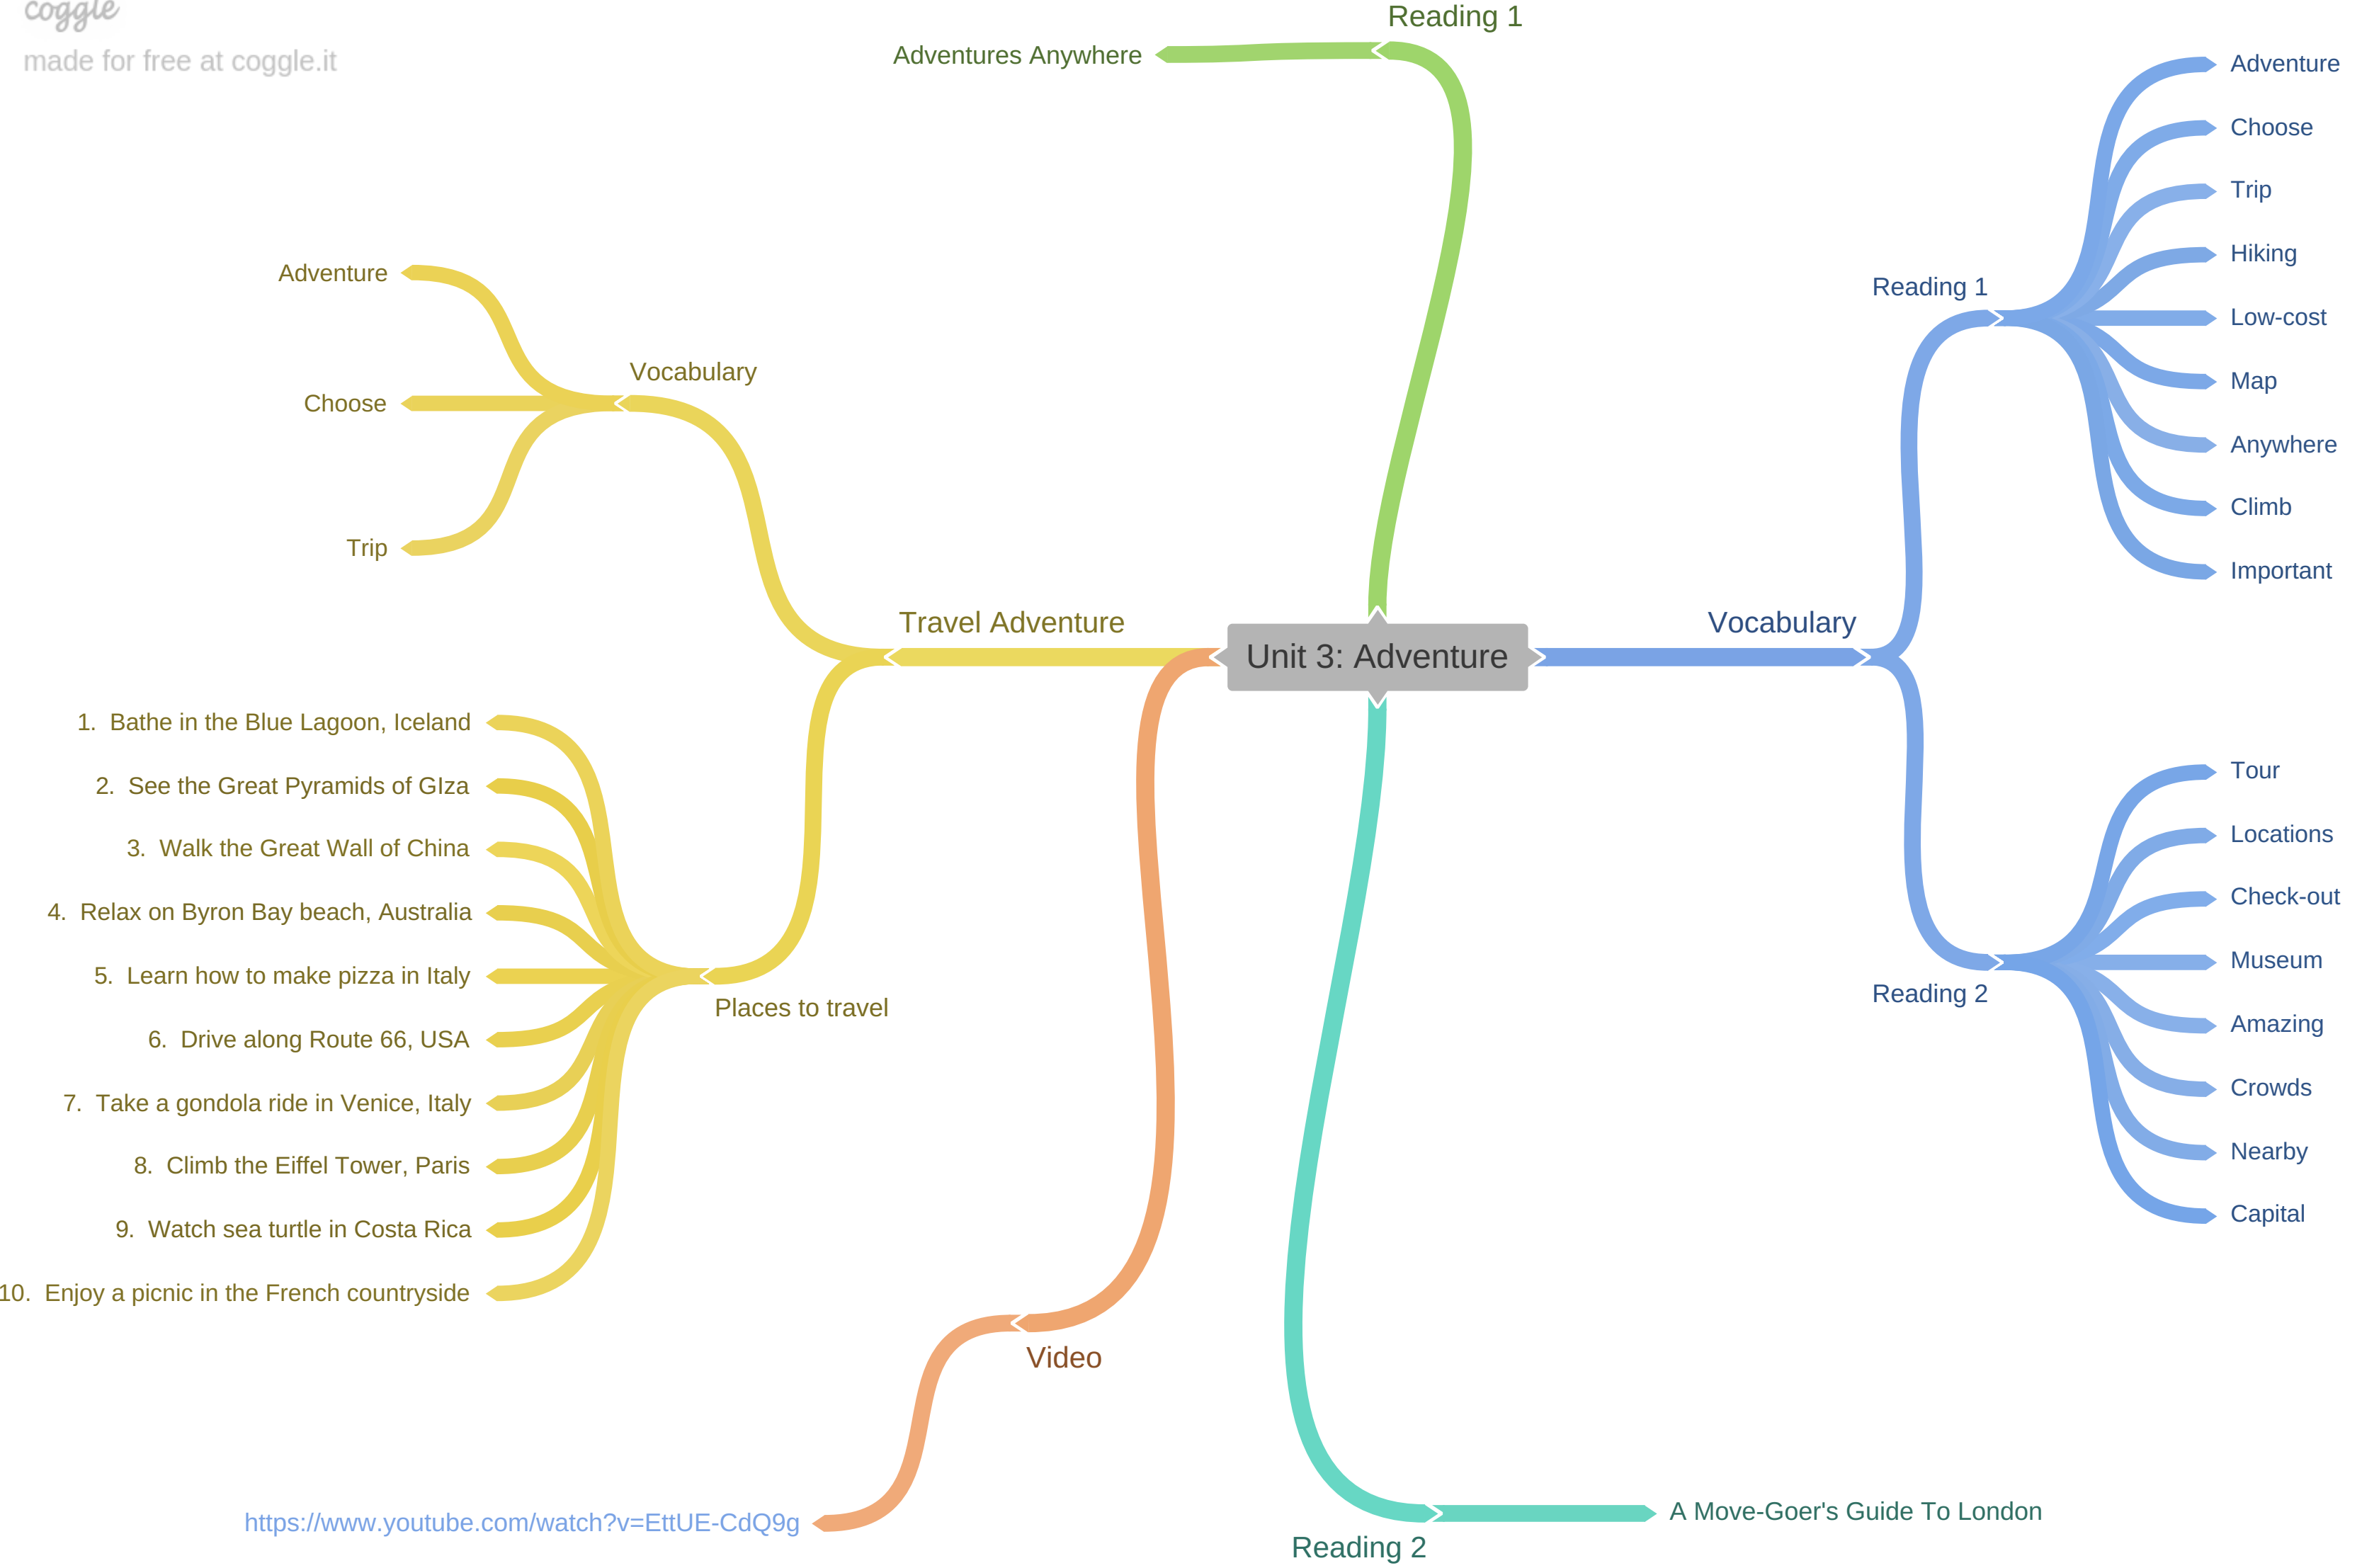 coggle
made for free at coggle.it
Reading 1
Adventures Anywhere
Travel Adventure
Vocabulary
Adventure
Choose
Trip
Places to travel
1. Bathe in the Blue Lagoon, Iceland
2. See the Great Pyramids of GIza
3. Walk the Great Wall of China
4. Relax on Byron Bay beach, Australia
5. Learn how to make pizza in Italy
6. Drive along Route 66, USA
7. Take a gondola ride in Venice, Italy
8. Climb the Eiffel Tower, Paris
9. Watch sea turtle in Costa Rica
10. Enjoy a picnic in the French countryside
Video
https://www.youtube.com/watch?v=EttUE-CdQ9g
Unit 3: Adventure
Vocabulary
Reading 1
Adventure
Choose
Trip
Hiking
Low-cost
Map
Anywhere
Climb
Important
Reading 2
Tour
Locations
Check-out
Museum
Amazing
Crowds
Nearby
Capital
Reading 2
A Move-Goer's Guide To London